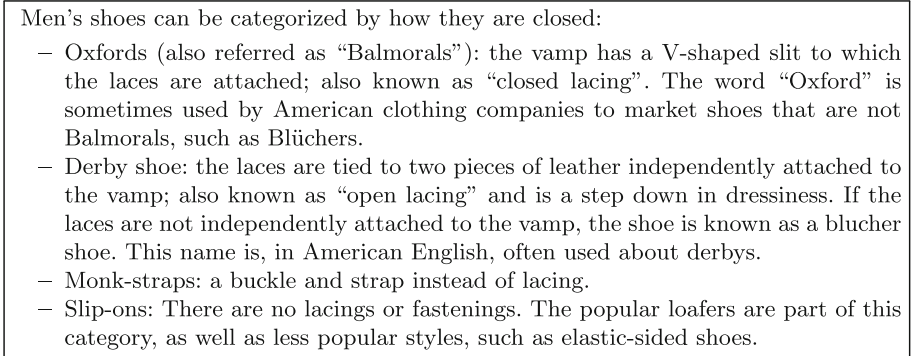 Men's shoes can be categorized by how they are closed:
– Oxfords (also referred as “Balmorals”): the vamp has a V-shaped slit to which
the laces are attached; also known as “closed lacing”. The word “Oxford” is
sometimes used by American clothing companies to market shoes that are not
Balmorals, such as Blüchers.
– Derby shoe: the laces are tied to two pieces of leather independently attached to
the vamp; also known as “open lacing” and is a step down in dressiness. If the
laces are not independently attached to the vamp, the shoe is known as a blucher
shoe. This name is, in American English, often used about derbys.
– Monk-straps: a buckle and strap instead of lacing.
– Slip-ons: There are no lacings or fastenings. The popular loafers are part of this
category, as well as less popular styles, such as elastic-sided shoes.